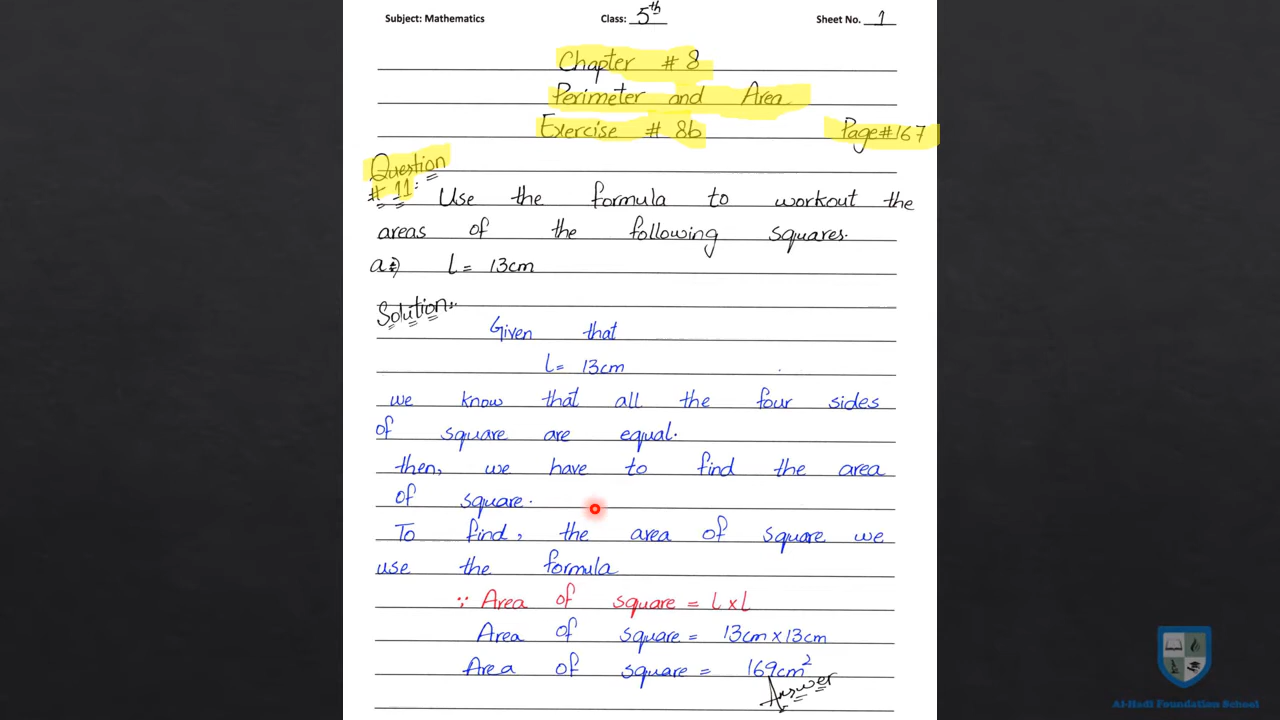 Subject: Mathematics Class: 5th Sheet No. 1
Chapter # 8
Perimeter and Area
Exercise # 8b Page#167
Question
# 11: Use the formula to workout the
areas of the following squares.
a:) L = 13cm
Solution:
Given that
L = 13cm
we know that all the four sides
of square are equal.
then, we have to find the area
of square.
To find, the area of square we
use the formula
∵ Area of square = L x L
Area of square = 13cm x 13cm
Area of square = 169cm²
Answer
Al-Hadi Foundation School